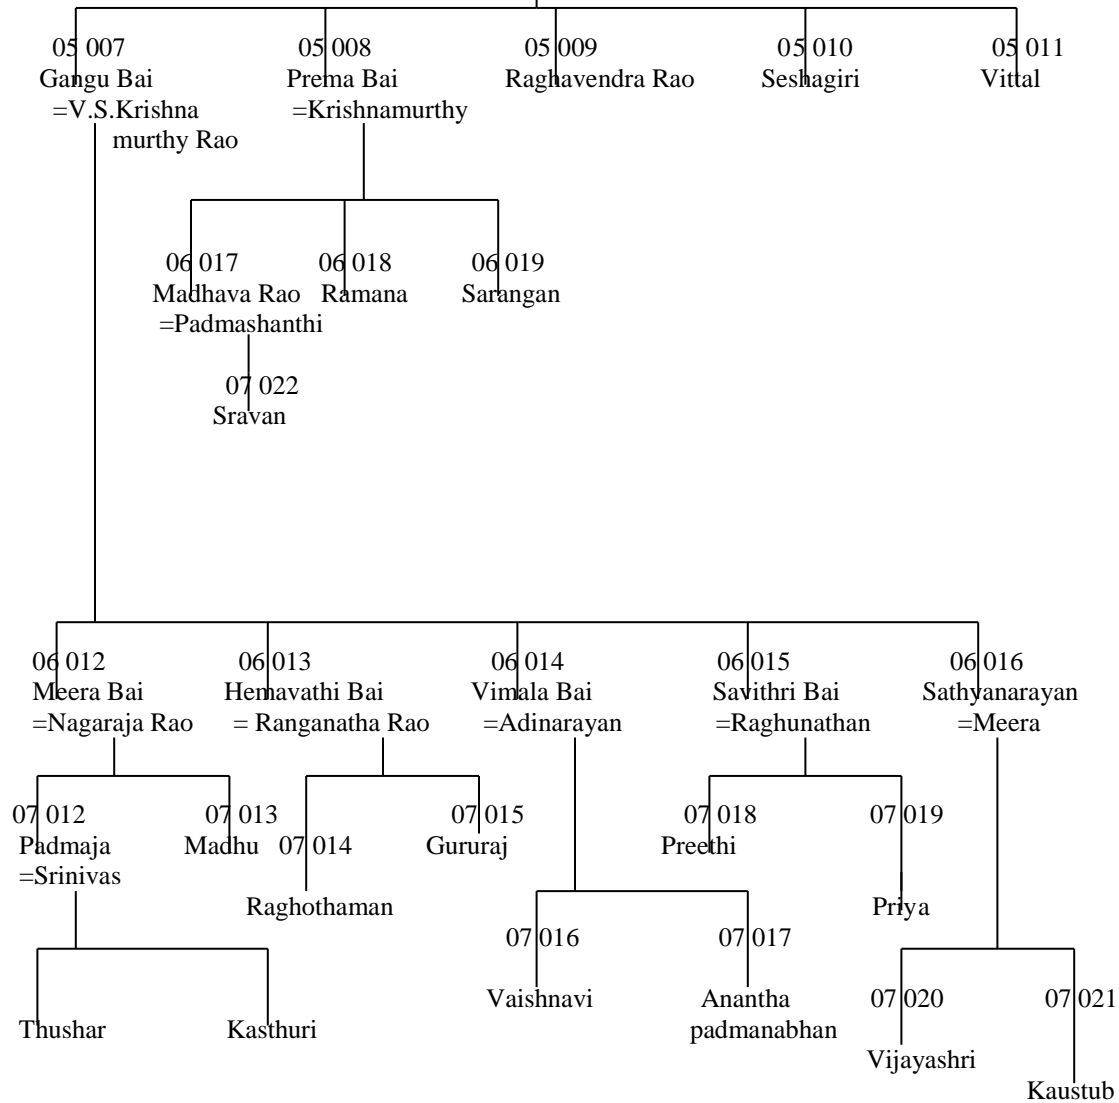 05 007 05 008 05 009 05 010 05 011
Gangu Bai Prema Bai Raghavendra Rao Seshagiri Vittal
=V.S.Krishna =Krishnamurthy
murthy Rao
06 017 06 018 06 019
Madhava Rao Ramana Sarangan
=Padmashanthi
07 022
Sravan
06 012 06 013 06 014 06 015 06 016
Meera Bai Hemavathi Bai Vimala Bai Savithri Bai Sathyanarayan
=Nagaraja Rao = Ranganatha Rao =Adinarayan =Raghunathan =Meera
07 012 07 013 07 015 07 018 07 019
Padmaja Madhu 07 014 Gururaj Preethi
=Srinivas
Raghothaman Priya
07 016 07 017
Vaishnavi Anantha 07 020 07 021
Thushar Kasthuri padmanabhan
Vijayashri
Kaustub